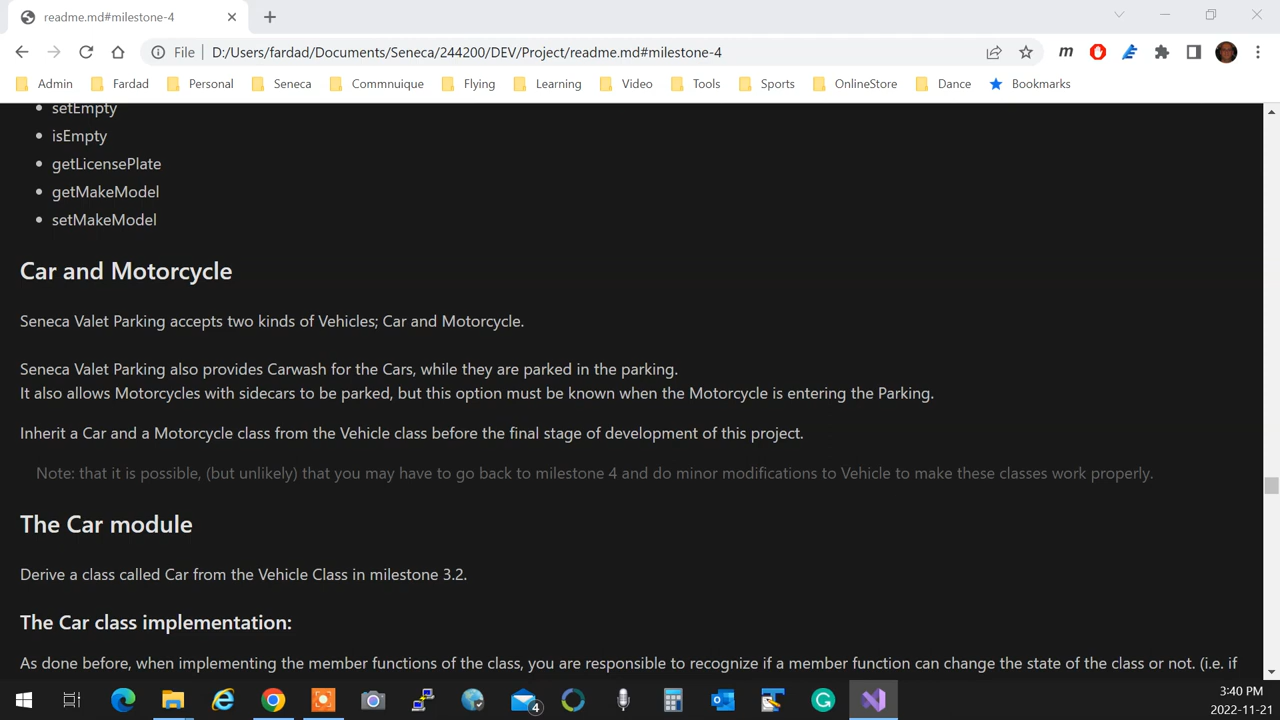 readme.md#milestone-4
File D:/Users/fardad/Documents/Seneca/244200/DEV/Project/readme.md#milestone-4
Admin Fardad Personal Seneca Commnuique Flying Learning Video Tools Sports OnlineStore Dance Bookmarks
setEmpty
isEmpty
getLicensePlate
getMakeModel
setMakeModel
Car and Motorcycle
Seneca Valet Parking accepts two kinds of Vehicles; Car and Motorcycle.
Seneca Valet Parking also provides Carwash for the Cars, while they are parked in the parking.
It also allows Motorcycles with sidecars to be parked, but this option must be known when the Motorcycle is entering the Parking.
Inherit a Car and a Motorcycle class from the Vehicle class before the final stage of development of this project.
Note: that it is possible, (but unlikely) that you may have to go back to milestone 4 and do minor modifications to Vehicle to make these classes work properly.
The Car module
Derive a class called Car from the Vehicle Class in milestone 3.2.
The Car class implementation:
As done before, when implementing the member functions of the class, you are responsible to recognize if a member function can change the state of the class or not. (i.e. if
4
3:40 PM
2022-11-21